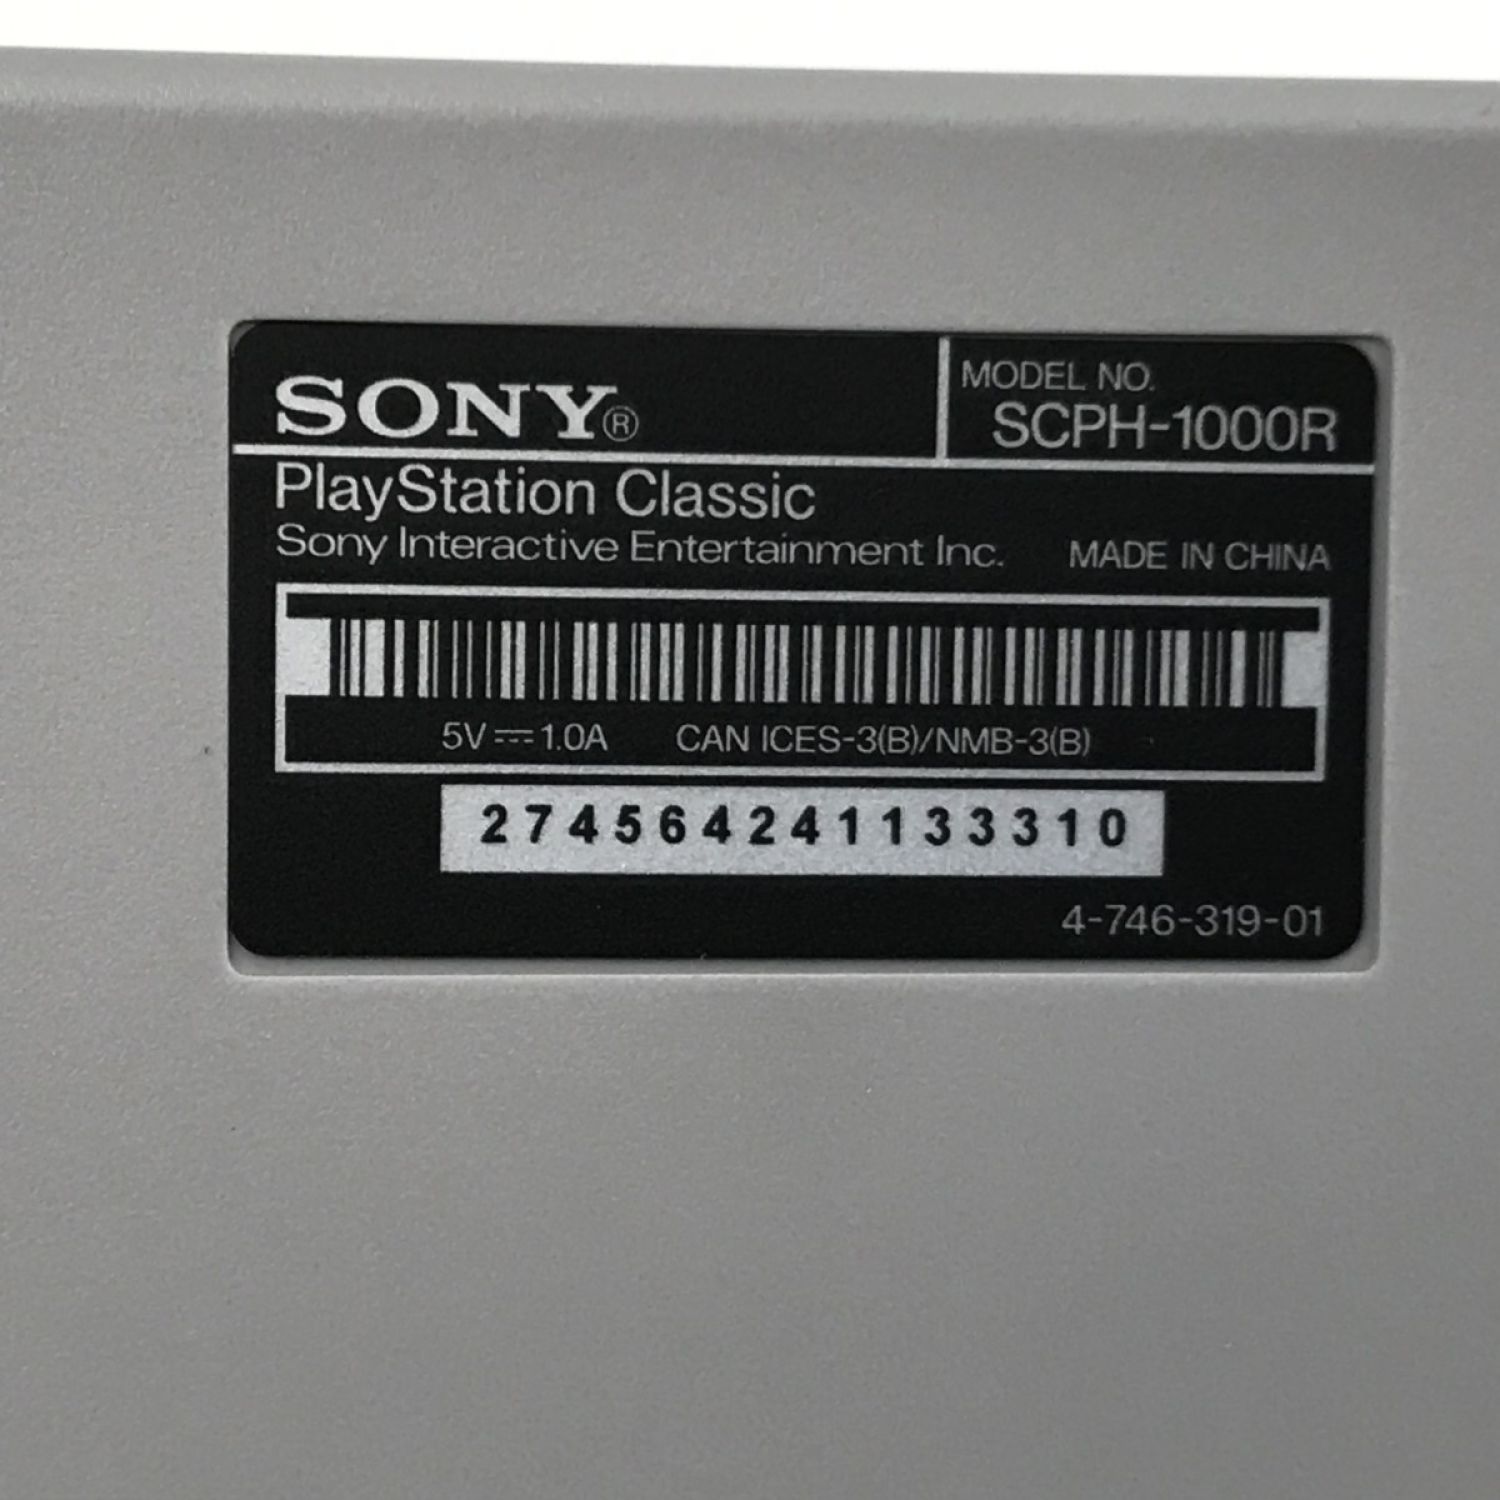 SONY®
MODEL NO.
SCPH-1000R
PlayStation Classic
Sony Interactive Entertainment Inc. MADE IN CHINA
5V⎓1.0A CAN ICES-3(B)/NMB-3(B)
274564241133310
4-746-319-01